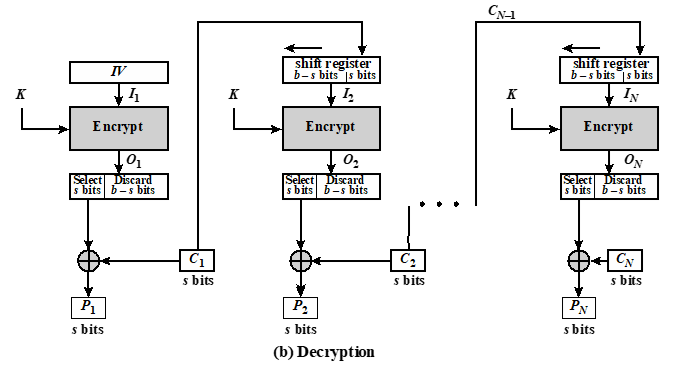 C_{N–1}
IV
shift register
b – s bits | s bits
shift register
b – s bits | s bits
K
I_1
K
I_2
K
I_N
Encrypt
Encrypt
Encrypt
O_1
O_2
O_N
Select
s bits
Discard
b – s bits
Select
s bits
Discard
b – s bits
Select
s bits
Discard
b – s bits
C_1
s bits
C_2
s bits
C_N
s bits
P_1
s bits
P_2
s bits
P_N
s bits
(b) Decryption